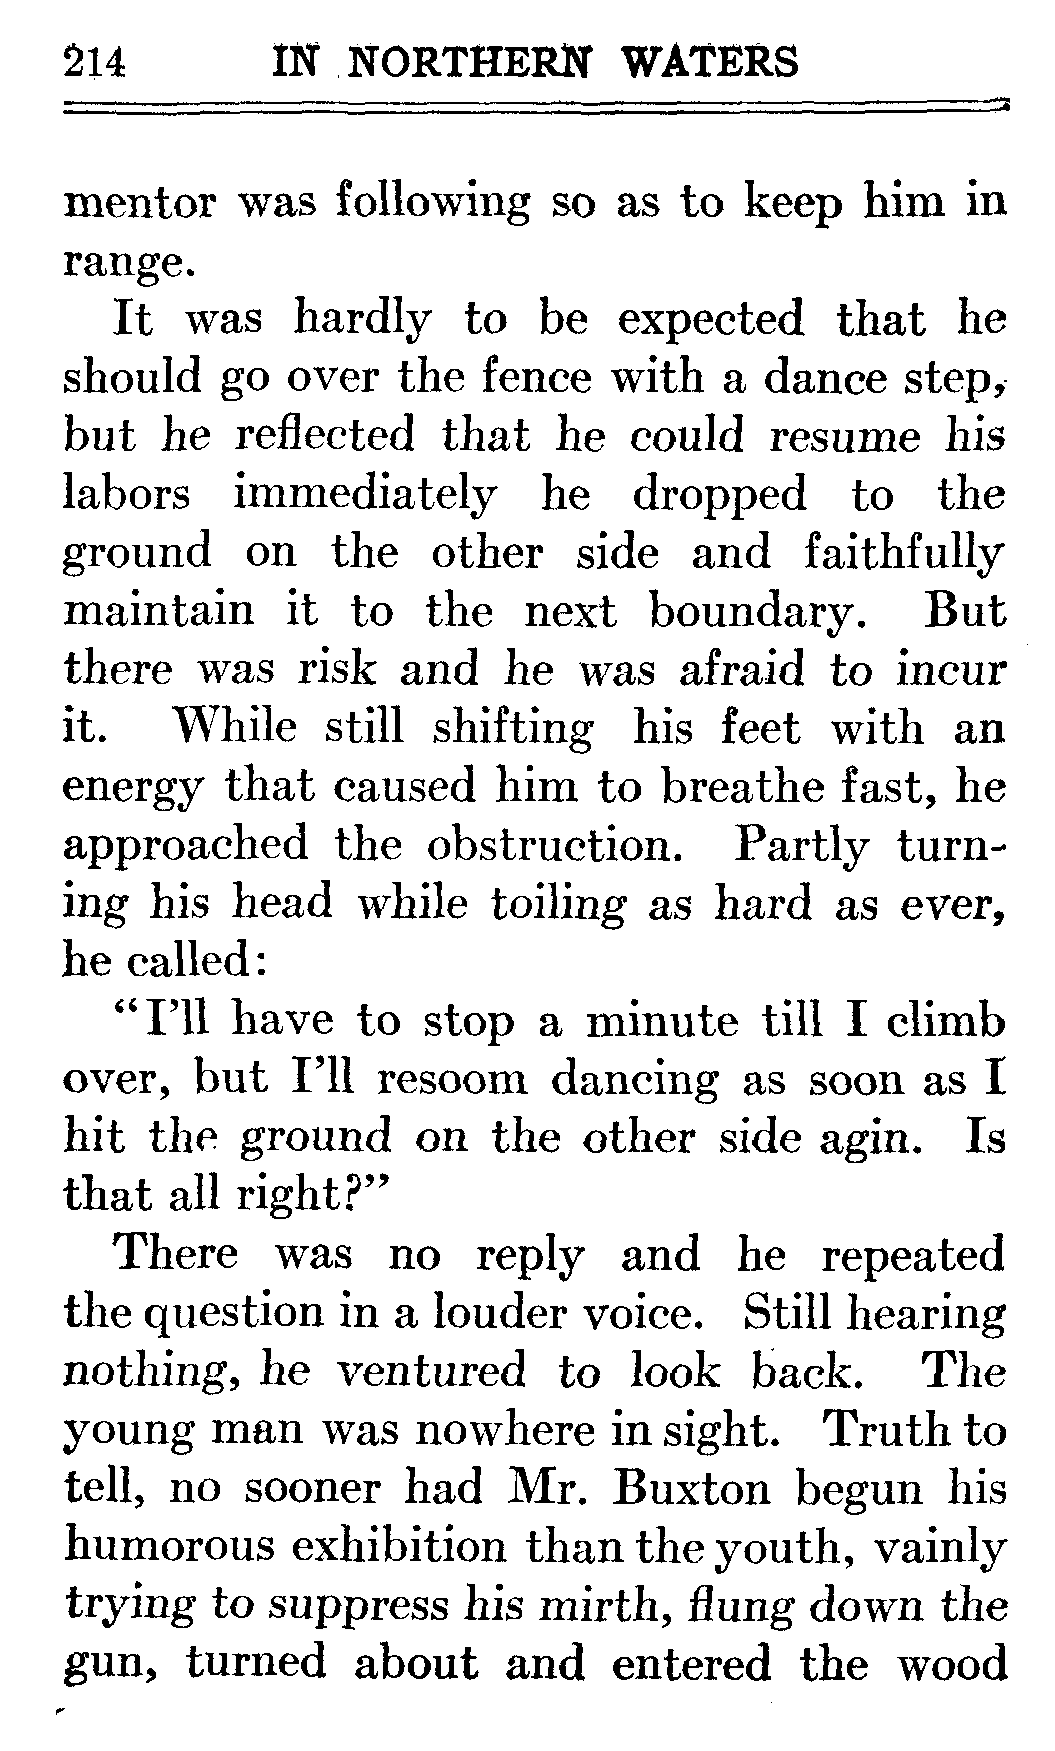 214 IN NORTHERN WATERS
mentor was following so as to keep him in
range.
It was hardly to be expected that he
should go over the fence with a dance step,
but he reflected that he could resume his
labors immediately he dropped to the
ground on the other side and faithfully
maintain it to the next boundary. But
there was risk and he was afraid to incur
it. While still shifting his feet with an
energy that caused him to breathe fast, he
approached the obstruction. Partly turn-
ing his head while toiling as hard as ever,
he called:
“I’ll have to stop a minute till I climb
over, but I’ll resoom dancing as soon as I
hit the ground on the other side agin. Is
that all right?”
There was no reply and he repeated
the question in a louder voice. Still hearing
nothing, he ventured to look back. The
young man was nowhere in sight. Truth to
tell, no sooner had Mr. Buxton begun his
humorous exhibition than the youth, vainly
trying to suppress his mirth, flung down the
gun, turned about and entered the wood